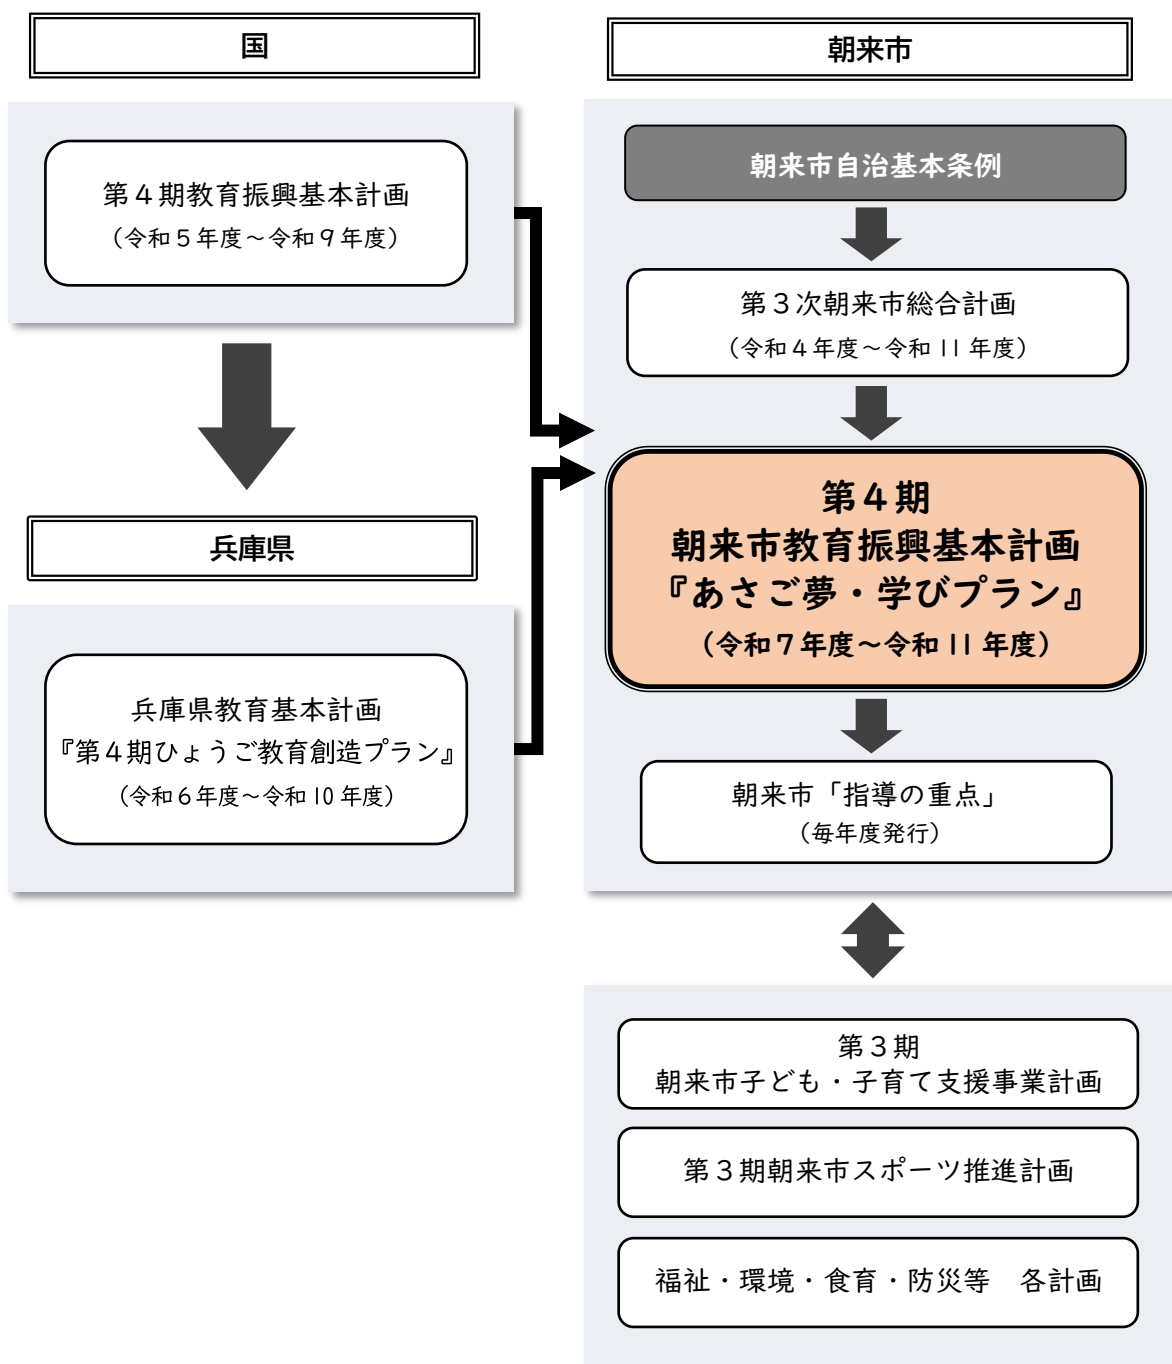 国
第４期教育振興基本計画
（令和５年度～令和９年度）
兵庫県
兵庫県教育基本計画
『第４期ひょうご教育創造プラン』
（令和６年度～令和10年度）
朝来市
朝来市自治基本条例
第３次朝来市総合計画
（令和４年度～令和11年度）
第４期
朝来市教育振興基本計画
『あさご夢・学びプラン』
（令和７年度～令和11年度）
朝来市「指導の重点」
（毎年度発行）
第３期
朝来市子ども・子育て支援事業計画
第３期朝来市スポーツ推進計画
福祉・環境・食育・防災等　各計画